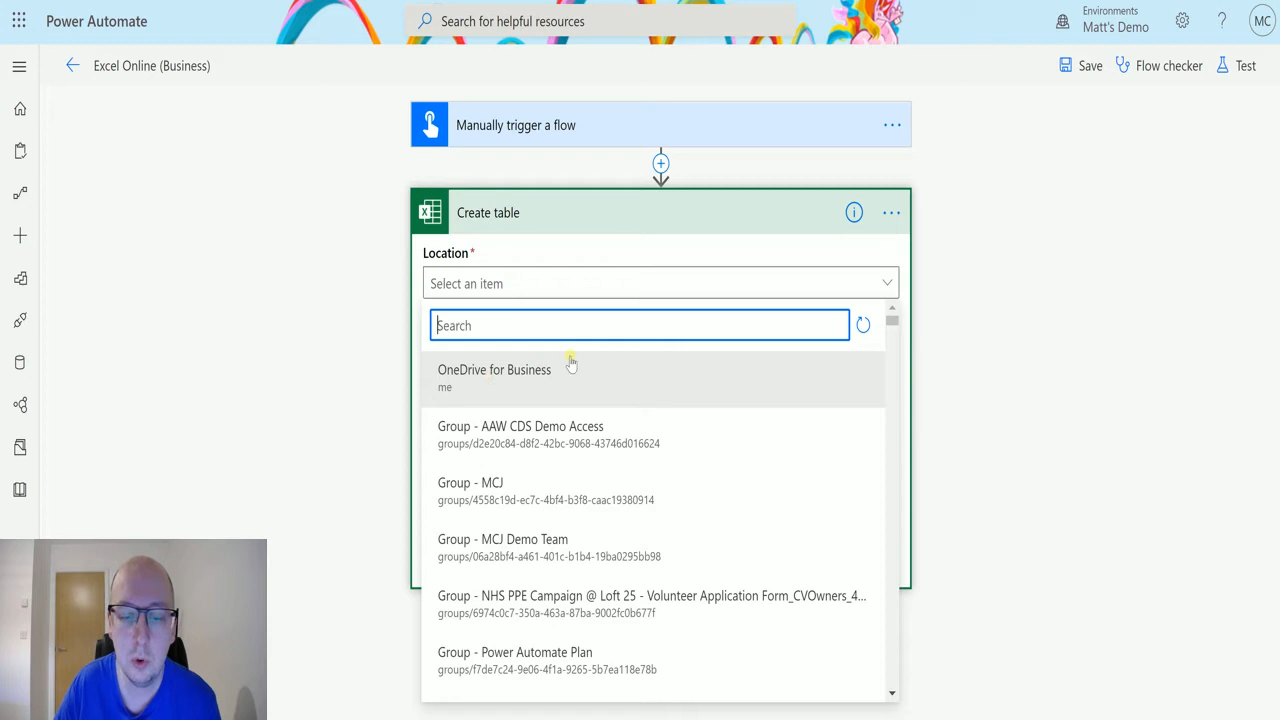 Power Automate
Search for helpful resources
Environments
Matt's Demo
?
MC
Excel Online (Business)
Save
Flow checker
Test
Manually trigger a flow
...
Create table
...
Location *
Select an item
Search
OneDrive for Business
me
Group - AAW CDS Demo Access
groups/d2e20c84-d8f2-42bc-9068-43746d016624
Group - MCJ
groups/4558c19d-ec7c-4bf4-b3f8-caac19380914
Group - MCJ Demo Team
groups/06a28bf4-a461-401c-b1b4-19ba0295bb98
Group - NHS PPE Campaign @ Loft 25 - Volunteer Application Form_CVOwners_4...
groups/6974c0c7-350a-463a-87ba-9002fc0b677f
Group - Power Automate Plan
groups/f7de7c24-9e06-4f1a-9265-5b7ea118e78b